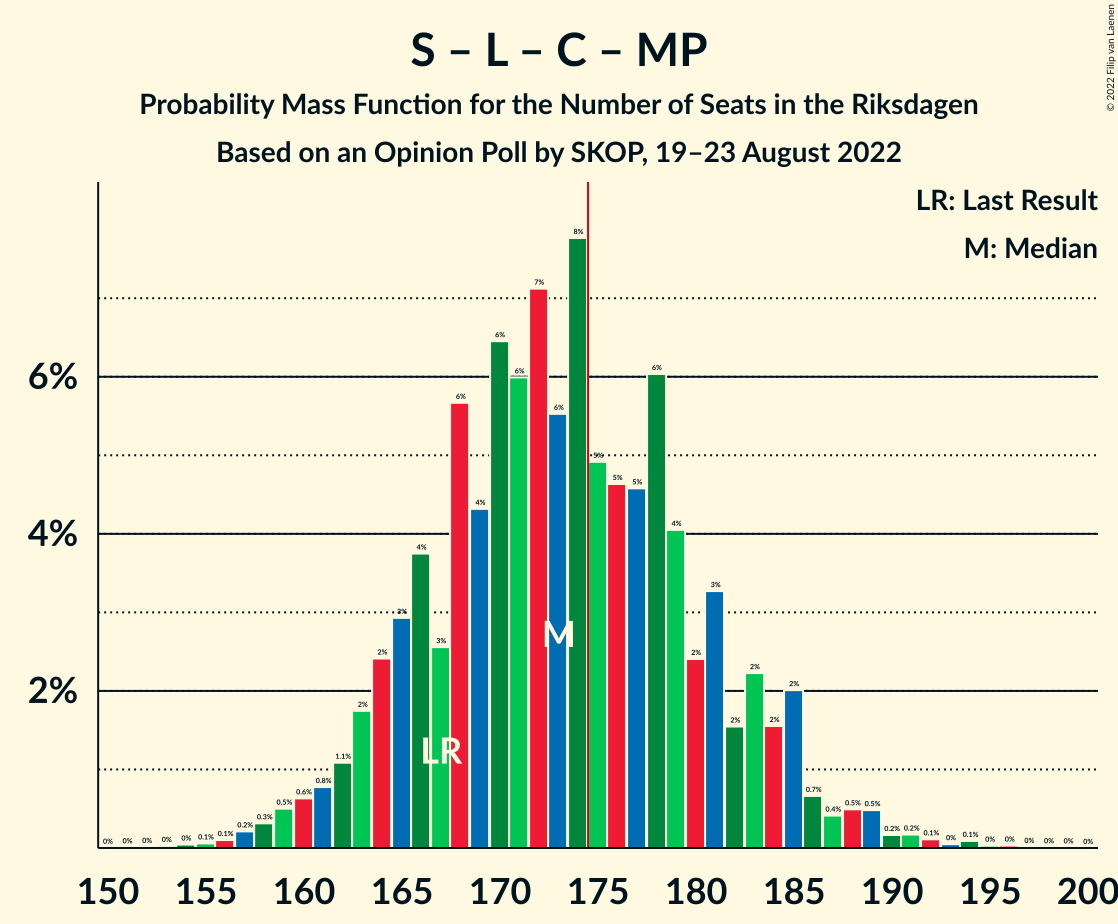 S – L – C – MP
Probability Mass Function for the Number of Seats in the Riksdagen
Based on an Opinion Poll by SKOP, 19–23 August 2022
© 2022 Filip van Laenen
LR: Last Result
M: Median
6%
4%
2%
0% 0% 0% 0% 0% 0.1% 0.1% 0.2% 0.3% 0.5% 0.6% 0.8% 1.1% 2% 2% 3% 4% 3% 6% 4% 6% 6% 7% 6% 8% 5% 5% 5% 6% 4% 2% 3% 2% 2% 2% 2% 0.7% 0.4% 0.5% 0.5% 0.2% 0.2% 0.1% 0% 0.1% 0% 0% 0% 0% 0% 0%
LR
M
150 155 160 165 170 175 180 185 190 195 200